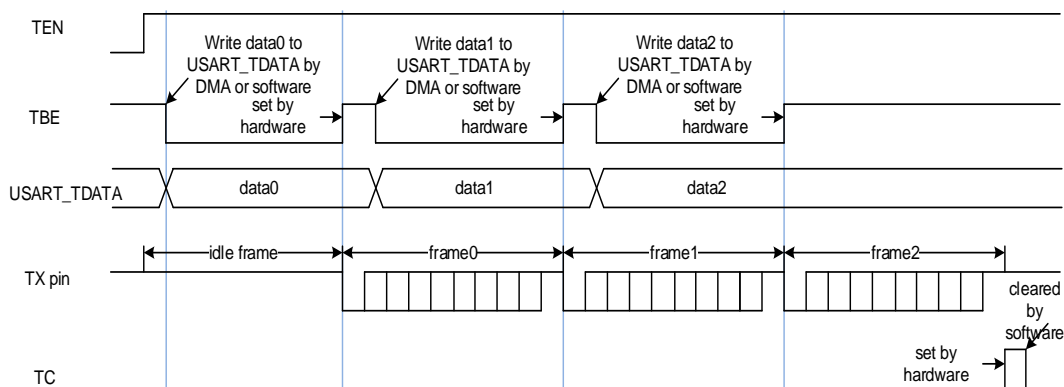 TEN
Write data0 to
USART_TDATA by
DMA or software
Write data1 to
USART_TDATA by
DMA or software
Write data2 to
USART_TDATA by
DMA or software
TBE
set by
hardware
set by
hardware
set by
hardware
USART_TDATA
data0
data1
data2
idle frame
frame0
frame1
frame2
TX pin
cleared
by
software
set by
hardware
TC